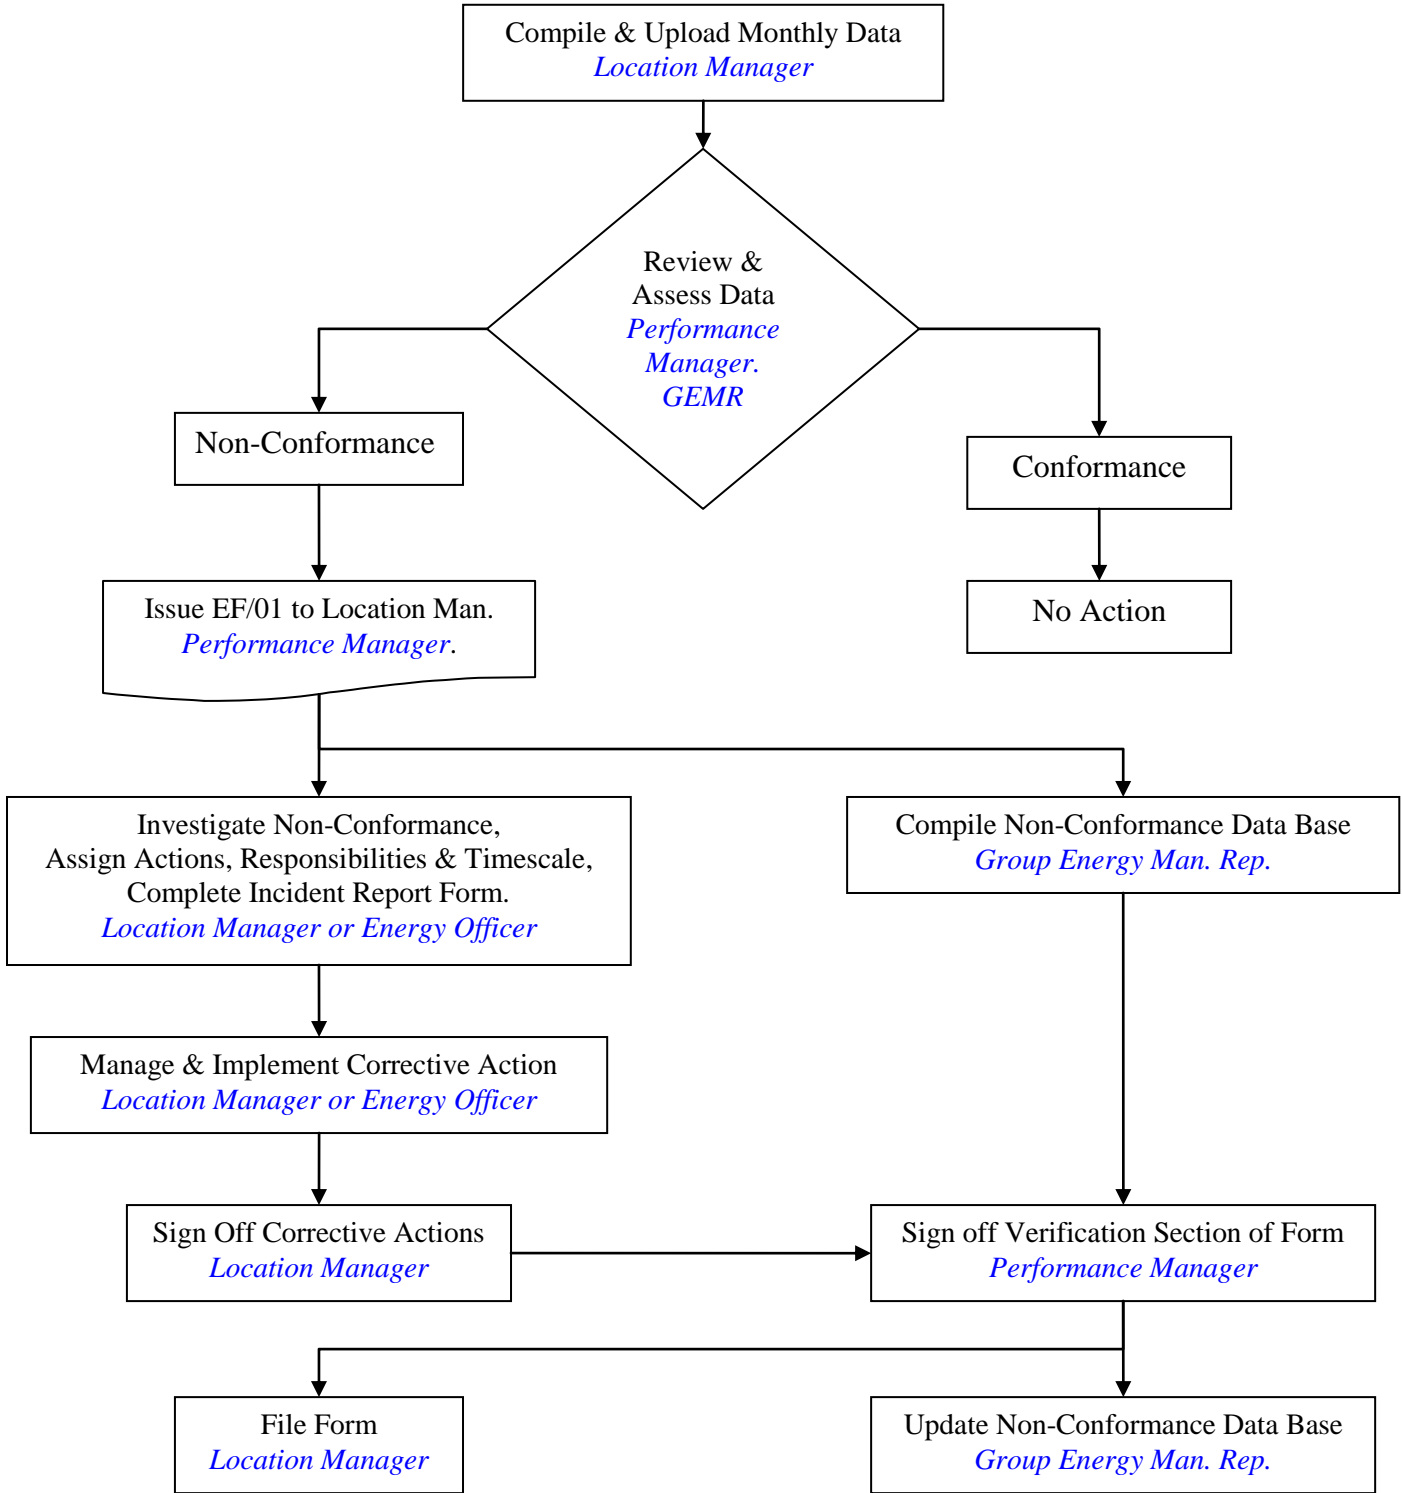 Compile & Upload Monthly Data
Location Manager
Review &
Assess Data
Performance
Manager.
GEMR
Non-Conformance
Conformance
Issue EF/01 to Location Man.
Performance Manager.
No Action
Investigate Non-Conformance,
Assign Actions, Responsibilities & Timescale,
Complete Incident Report Form.
Location Manager or Energy Officer
Compile Non-Conformance Data Base
Group Energy Man. Rep.
Manage & Implement Corrective Action
Location Manager or Energy Officer
Sign Off Corrective Actions
Location Manager
Sign off Verification Section of Form
Performance Manager
File Form
Location Manager
Update Non-Conformance Data Base
Group Energy Man. Rep.